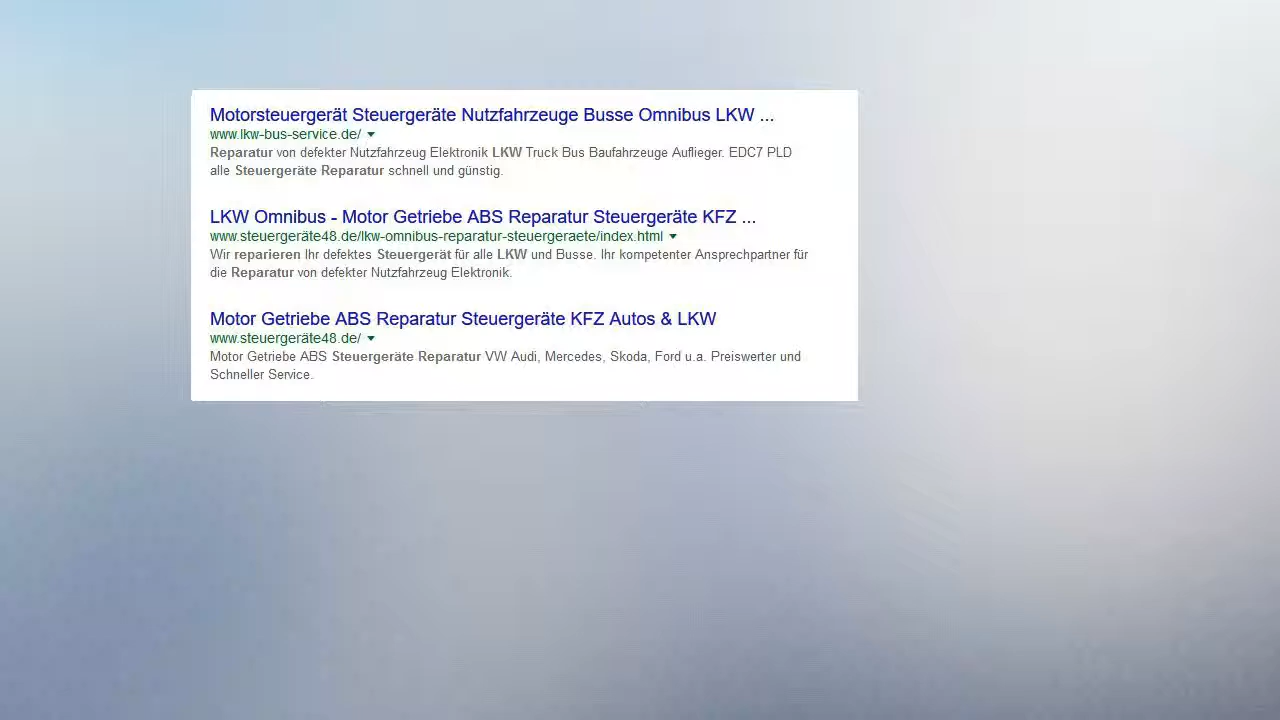 Motorsteuergerät Steuergeräte Nutzfahrzeuge Busse Omnibus LKW ...
www.lkw-bus-service.de/
Reparatur von defekter Nutzfahrzeug Elektronik LKW Truck Bus Baufahrzeuge Auflieger. EDC7 PLD
alle Steuergeräte Reparatur schnell und günstig.
LKW Omnibus - Motor Getriebe ABS Reparatur Steuergeräte KFZ ...
www.steuergeräte48.de/lkw-omnibus-reparatur-steuergeraete/index.html
Wir reparieren Ihr defektes Steuergerät für alle LKW und Busse. Ihr kompetenter Ansprechpartner für
die Reparatur von defekter Nutzfahrzeug Elektronik.
Motor Getriebe ABS Reparatur Steuergeräte KFZ Autos & LKW
www.steuergeräte48.de/
Motor Getriebe ABS Steuergeräte Reparatur VW Audi, Mercedes, Skoda, Ford u.a. Preiswerter und
Schneller Service.